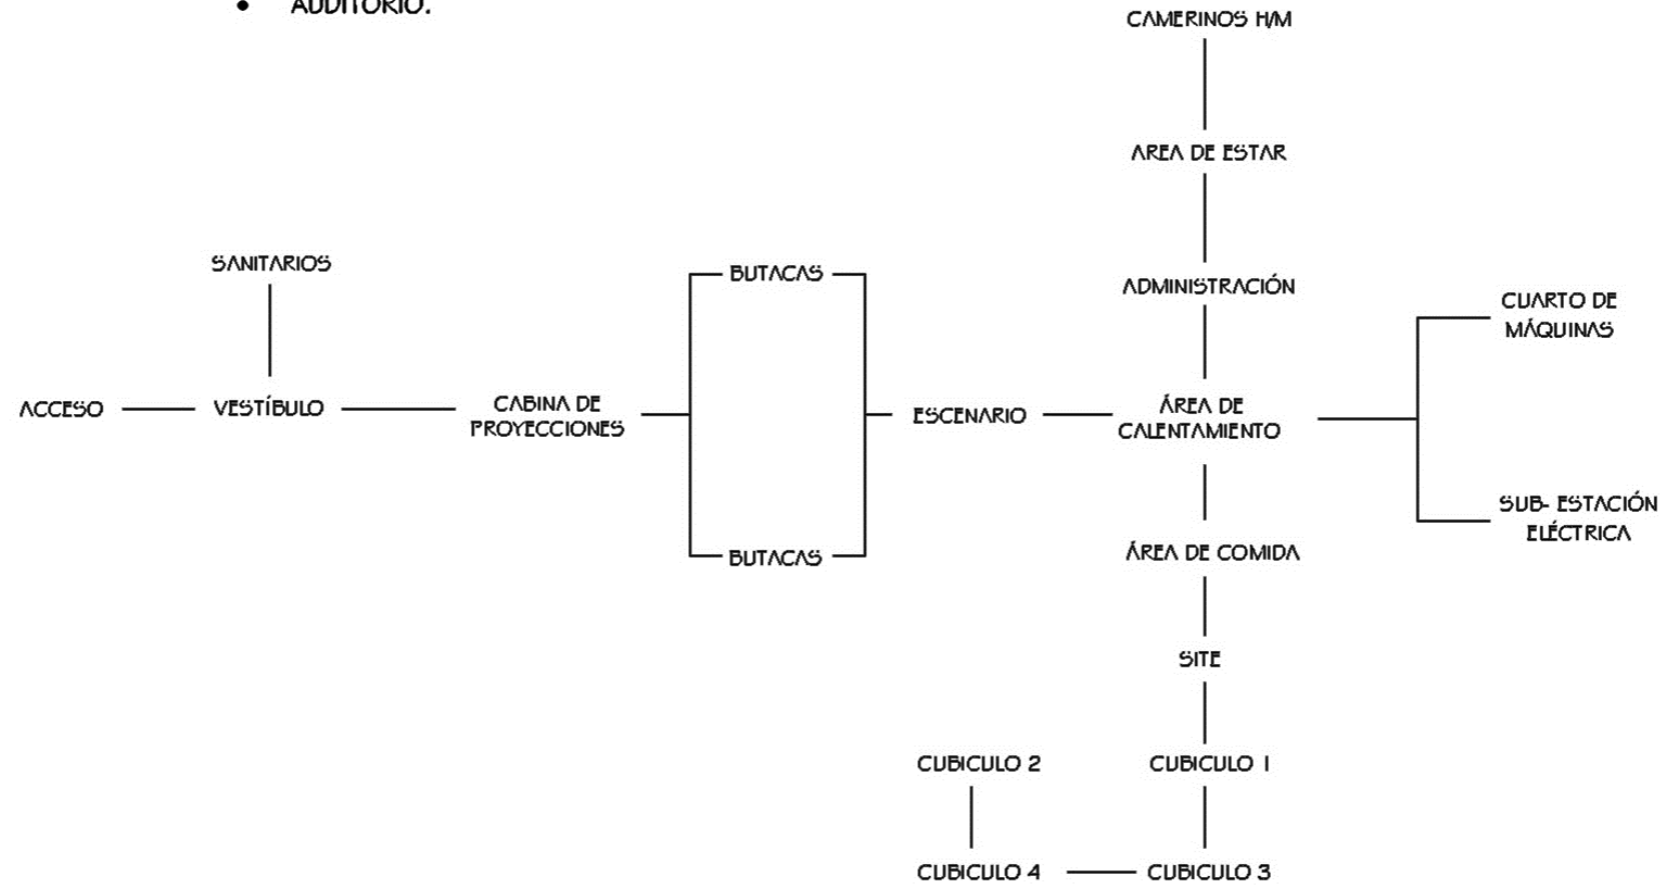 • AUDITORIO.
CAMERINOS H/M
AREA DE ESTAR
SANITARIOS
BUTACAS
ADMINISTRACIÓN
CUARTO DE
MÁQUINAS
ACCESO
VESTÍBULO
CABINA DE
PROYECCIONES
ESCENARIO
ÁREA DE
CALENTAMIENTO
SUB- ESTACIÓN
ELÉCTRICA
BUTACAS
ÁREA DE COMIDA
SITE
CUBICULO 2
CUBICULO 1
CUBICULO 4
CUBICULO 3